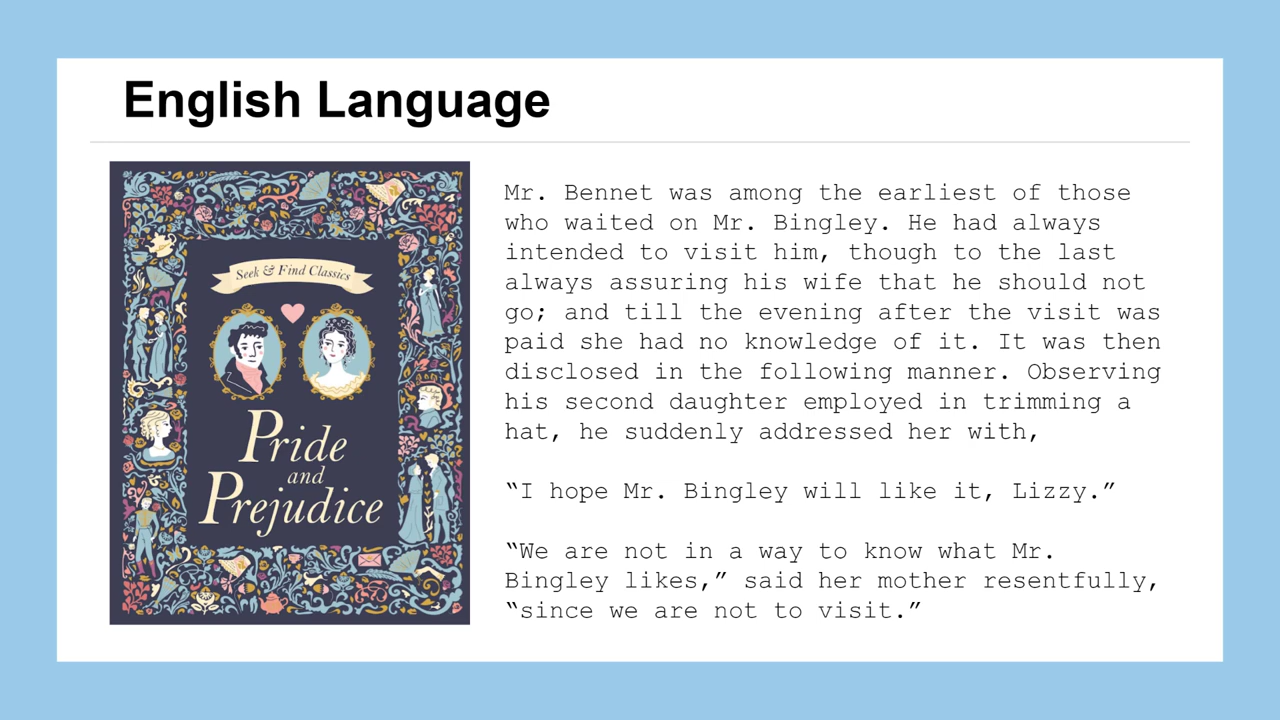 English Language
Seek & Find Classics
Pride
and
Prejudice
Mr. Bennet was among the earliest of those
who waited on Mr. Bingley. He had always
intended to visit him, though to the last
always assuring his wife that he should not
go; and till the evening after the visit was
paid she had no knowledge of it. It was then
disclosed in the following manner. Observing
his second daughter employed in trimming a
hat, he suddenly addressed her with,
“I hope Mr. Bingley will like it, Lizzy.”
“We are not in a way to know what Mr.
Bingley likes,” said her mother resentfully,
“since we are not to visit.”